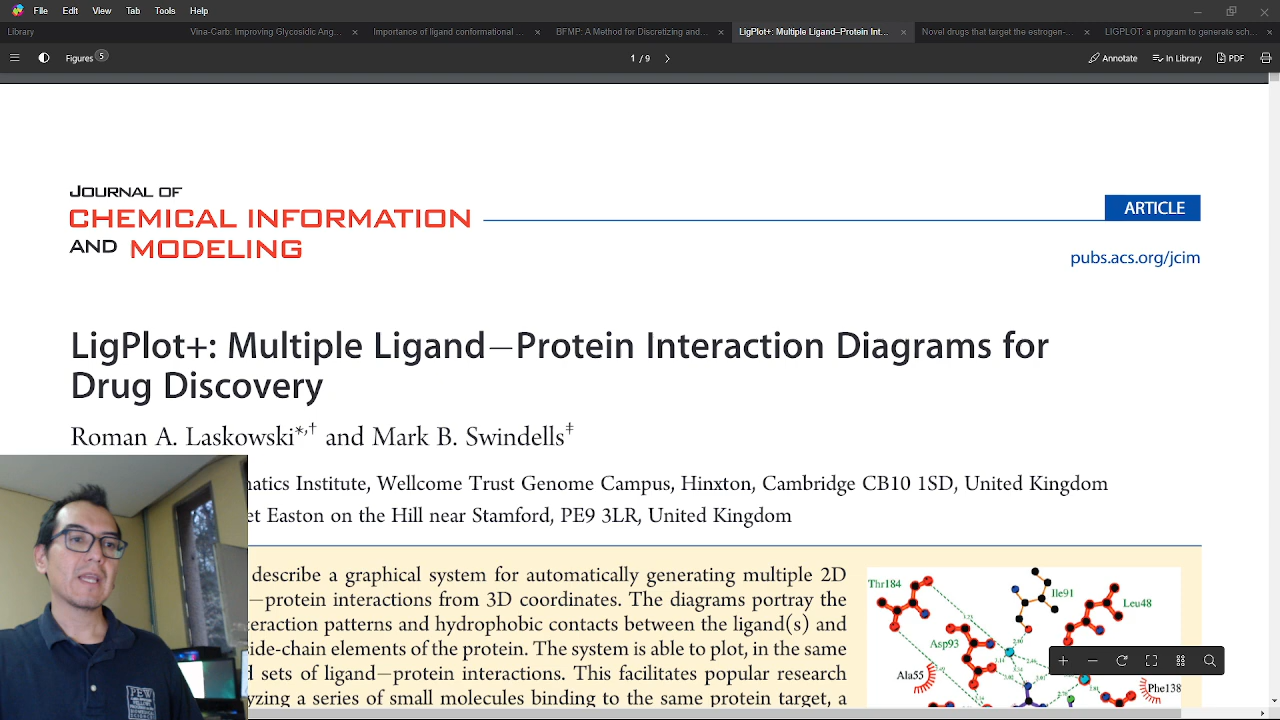 File Edit View Tab Tools Help
Library Vina-Carb: Improving Glycosidic Ang... × Importance of ligand conformational ... × BFMP: A Method for Discretizing and... × LigPlot+: Multiple Ligand–Protein Int... × Novel drugs that target the estrogen-... × LIGPLOT: a program to generate sch... ×
Figures 5 1 / 9 Annotate In Library PDF
JOURNAL OF
CHEMICAL INFORMATION
AND MODELING
ARTICLE
pubs.acs.org/jcim
LigPlot+: Multiple Ligand–Protein Interaction Diagrams for
Drug Discovery
Roman A. Laskowski*,† and Mark B. Swindells‡
matics Institute, Wellcome Trust Genome Campus, Hinxton, Cambridge CB10 1SD, United Kingdom
et Easton on the Hill near Stamford, PE9 3LR, United Kingdom
describe a graphical system for automatically generating multiple 2D
–protein interactions from 3D coordinates. The diagrams portray the
teraction patterns and hydrophobic contacts between the ligand(s) and
ide-chain elements of the protein. The system is able to plot, in the same
sets of ligand–protein interactions. This facilitates popular research
yzing a series of small molecules binding to the same protein target, a
Thr184
Ile91
Leu48
Asp93
Ala55
Phe138
PEW